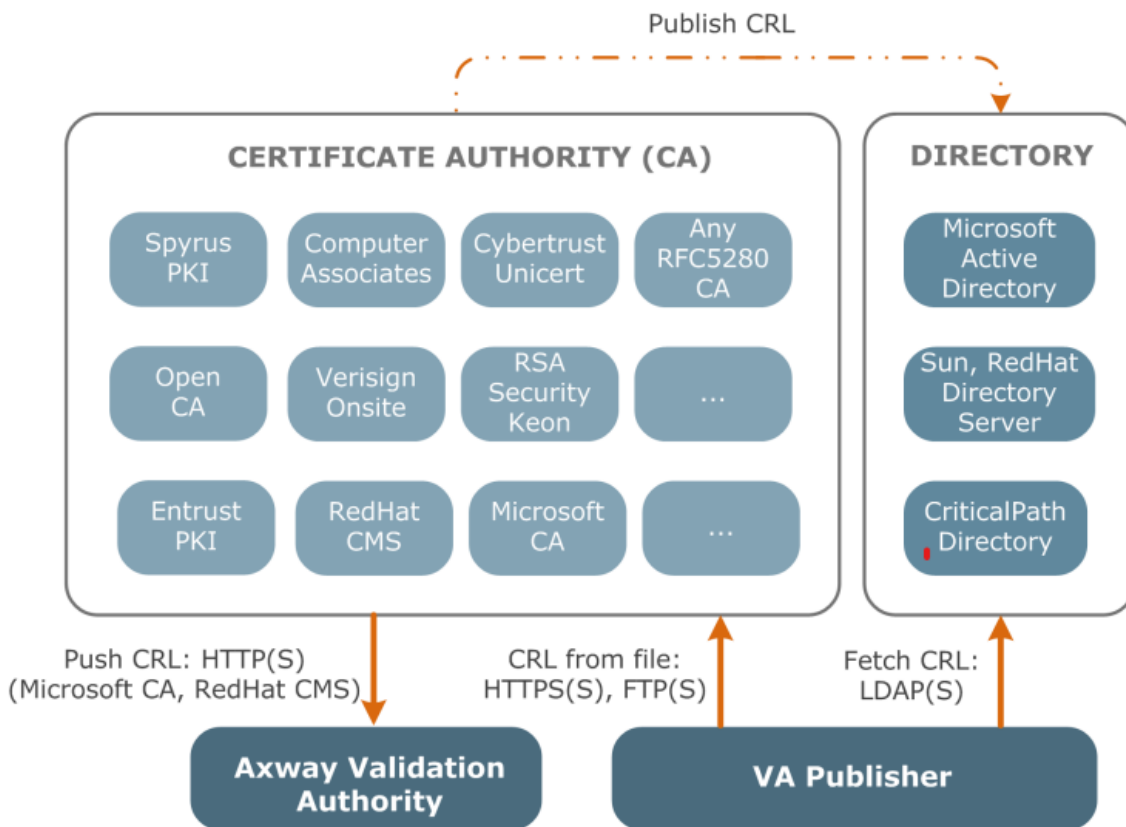 Publish CRL
CERTIFICATE AUTHORITY (CA)
DIRECTORY
Spyrus
PKI
Computer
Associates
Cybertrust
Unicert
Any
RFC5280
CA
Microsoft
Active
Directory
Open
CA
Verisign
Onsite
RSA
Security
Keon
...
Sun, RedHat
Directory
Server
Entrust
PKI
RedHat
CMS
Microsoft
CA
...
CriticalPath
Directory
Push CRL: HTTP(S)
(Microsoft CA, RedHat CMS)
CRL from file:
HTTPS(S), FTP(S)
Fetch CRL:
LDAP(S)
Axway Validation
Authority
VA Publisher